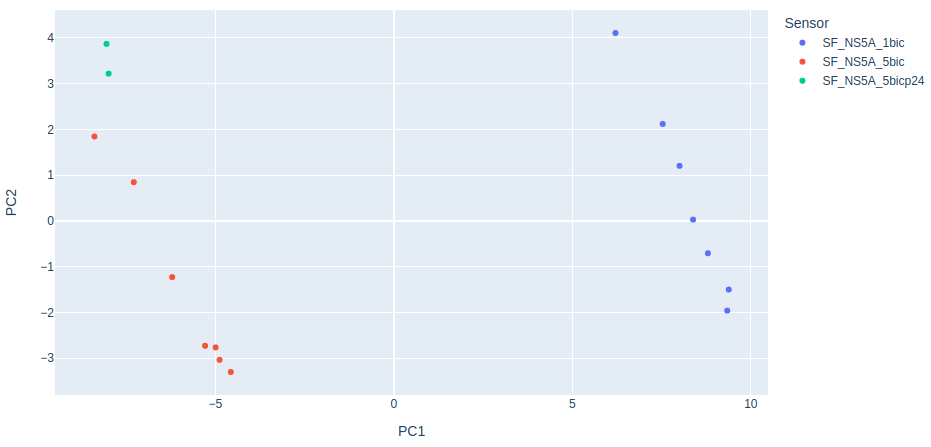 Sensor
SF_NS5A_1bic
SF_NS5A_5bic
SF_NS5A_5bicp24
4
3
2
1
0
−1
−2
−3
PC2
−5
0
5
10
PC1